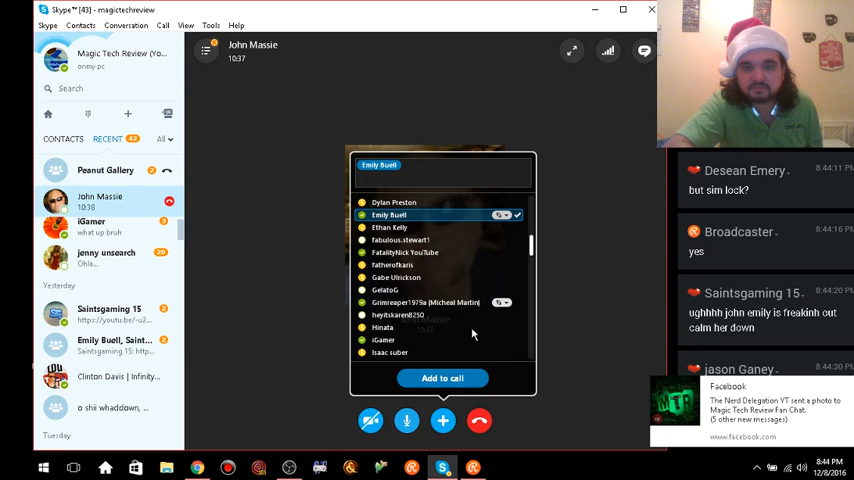 Skype™ [43] - magictechreview
Skype Contacts Conversation Call View Tools Help
Magic Tech Review (Yo...
onmy pc
Search
CONTACTS RECENT 42 All
Peanut Gallery 2
John Massie
10:38
iGamer 3
what up bruh
jenny unsearch 20
Ohla...
Yesterday
Saintsgaming 15 2
https://youtu.be/-u2...
Emily Buell, Saint... 2
Saintsgaming 15:
Clinton Davis | Infinity...
o shii whaddown, ...
Tuesday
John Massie
10:37
Emily Buell
Dylan Preston
Emily Buell
Ethan Kelly
fabulous.stewart1
FatalityNick YouTube
fatherofkaris
Gabe Ulrickson
GelatoG
Grimreaper1979a (Micheal Martin)
heyitskaren8250
Hinata
iGamer
Isaac suber
10:37
Add to call
Desean Emery 8:44:11 PM
but sim lock?
Broadcaster 8:44:16 PM
yes
Saintsgaming 15 8:44:20 PM
ughhhh john emily is freakinh out
calm her down
jason Ganey 8:44:30 PM
MTR
Facebook
The Nerd Delegation YT sent a photo to
Magic Tech Review Fan Chat.
(5 other new messages)
www.facebook.com
8:44 PM
12/8/2016